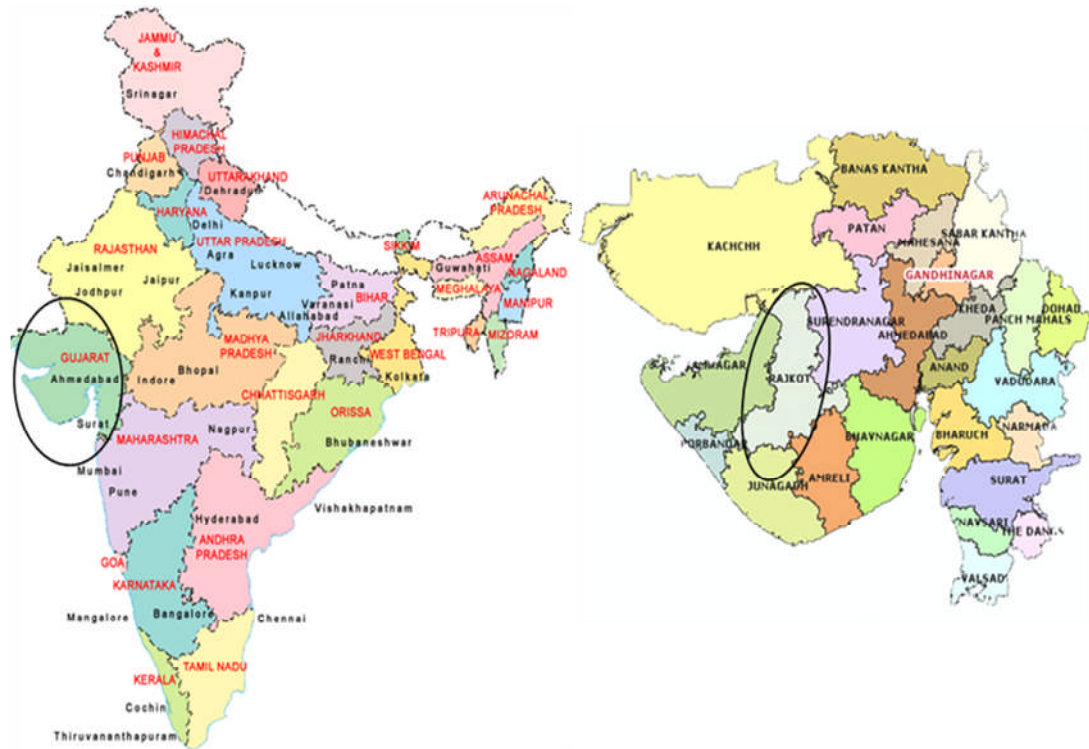 JAMMU
&
KASHMIR
Srinagar
HIMACHAL
PRADESH
PUNJAB
Chandigarh
UTTARAKHAND
Dehradun
HARYANA
Delhi
ARUNACHAL
PRADESH
RAJASTHAN
UTTAR PRADESH
SIKKIM
ASSAM
Jaisalmer
Agra
Lucknow
Guwahati
NAGALAND
Jaipur
Jodhpur
Kanpur
Patna
BIHAR
MEGHALAYA
MANIPUR
Varanasi
Allahabad
TRIPURA
MIZORAM
GUJARAT
MADHYA
PRADESH
JHARKHAND
Ranchi
WEST BENGAL
Ahmedabad
Indore
Bhopal
Kolkata
CHHATTISGARH
ORISSA
Surat
MAHARASHTRA
Nagpur
Bhubaneshwar
Mumbai
Pune
Hyderabad
Vishakhapatnam
ANDHRA
PRADESH
GOA
KARNATAKA
Mangalore
Bangalore
Chennai
KERALA
TAMIL NADU
Cochin
Thiruvananthapuram
BANAS KANTHA
PATAN
MAHESANA
SABAR KANTHA
KACHCHH
GANDHINAGAR
SURENDRANAGAR
AHMEDABAD
KHEDA
PANCH MAHALS
DOHAD
JAMNAGAR
RAJKOT
ANAND
VADODARA
PORBANDAR
BHAVNAGAR
BHARUCH
NARMADA
JUNAGADH
AMRELI
SURAT
NAVSARI
THE DANGS
VALSAD